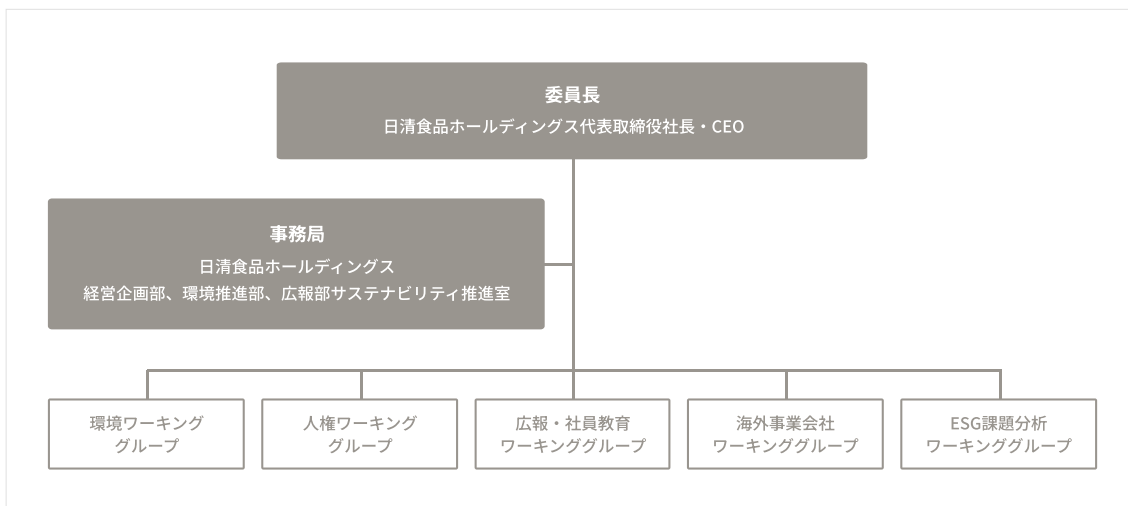 委員長
日清食品ホールディングス代表取締役社長・CEO
事務局
日清食品ホールディングス
経営企画部、環境推進部、広報部サステナビリティ推進室
環境ワーキング
グループ
人権ワーキング
グループ
広報・社員教育
ワーキンググループ
海外事業会社
ワーキンググループ
ESG課題分析
ワーキンググループ